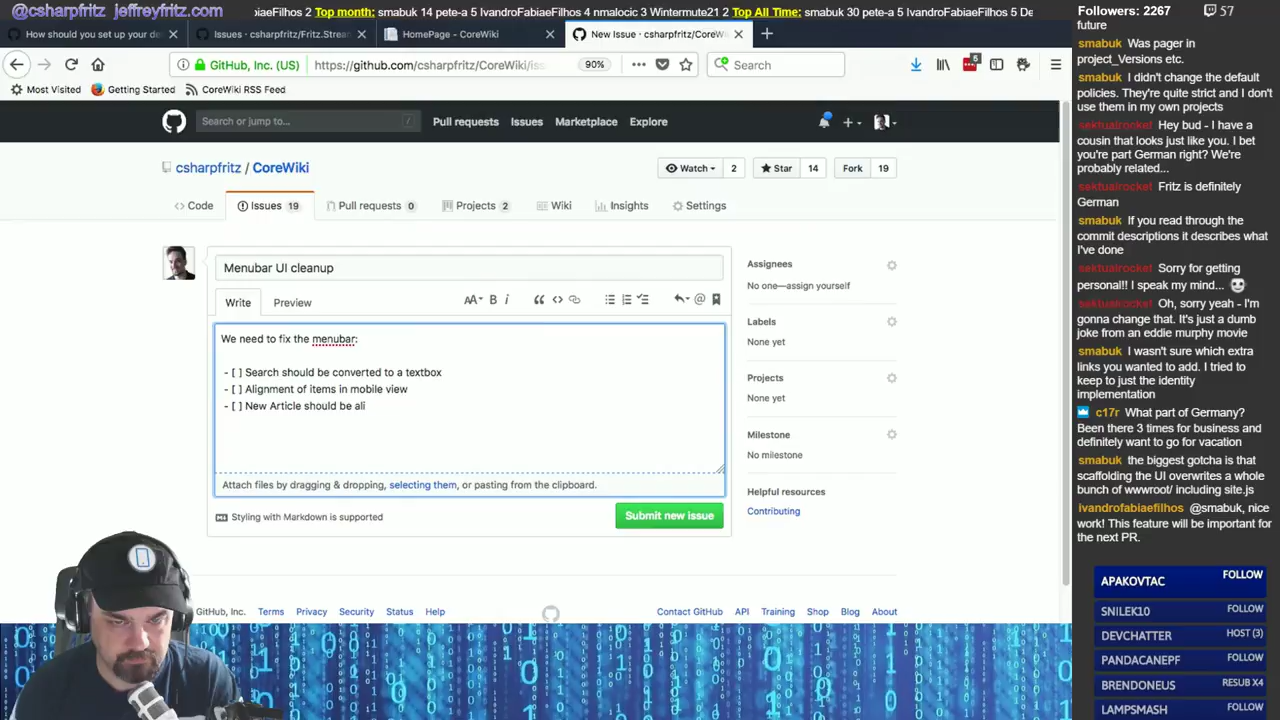 @csharpfritz jeffreyfritz.com
iaefFabiaeFilhos 2 Top month: smabuk 14 pete-a 5 IvandroFabiaeFilhos 4 nmalocic 3 Wintermute21 2 Top All Time: smabuk 30 pete-a 5 IvandroFabiaeFilhos 5 De
Followers: 2267
57
How should you set up your de
Issues · csharpfritz/Fritz.Stream
HomePage - CoreWiki
New Issue · csharpfritz/CoreWi
GitHub, Inc. (US)
https://github.com/csharpfritz/CoreWiki/iss
90%
Search
6
Most Visited
Getting Started
CoreWiki RSS Feed
Search or jump to...
/
Pull requests
Issues
Marketplace
Explore
csharpfritz / CoreWiki
Watch
2
Star
14
Fork
19
Code
Issues 19
Pull requests 0
Projects 2
Wiki
Insights
Settings
Menubar UI cleanup
Write
Preview
We need to fix the menubar:
- [ ] Search should be converted to a textbox
- [ ] Alignment of items in mobile view
- [ ] New Article should be ali
Attach files by dragging & dropping, selecting them, or pasting from the clipboard.
Styling with Markdown is supported
Submit new issue
Assignees
No one—assign yourself
Labels
None yet
Projects
None yet
Milestone
No milestone
Helpful resources
Contributing
GitHub, Inc.
Terms
Privacy
Security
Status
Help
Contact GitHub
API
Training
Shop
Blog
About
future
smabuk Was pager in
project_Versions etc.
smabuk I didn't change the default
policies. They're quite strict and I don't
use them in my own projects
sektualrocket Hey bud - I have a
cousin that looks just like you. I bet
you're part German right? We're
probably related...
sektualrocket Fritz is definitely
German
smabuk If you read through the
commit descriptions it describes what
I've done
sektualrocket Sorry for getting
personal!! I speak my mind...
sektualrocket Oh, sorry yeah - I'm
gonna change that. It's just a dumb
joke from an eddie murphy movie
smabuk I wasn't sure which extra
links you wanted to add. I tried to
keep to just the identity
implementation
c17r What part of Germany?
Been there 3 times for business and
definitely want to go for vacation
smabuk the biggest gotcha is that
scaffolding the UI overwrites a whole
bunch of wwwroot/ including site.js
ivandrofabiaefilhos @smabuk, nice
work! This feature will be important for
the next PR.
APAKOVTAC FOLLOW
SNILEK10 FOLLOW
DEVCHATTER HOST (3)
PANDACANEPF FOLLOW
BRENDONEUS RESUB X4
LAMPSMASH FOLLOW